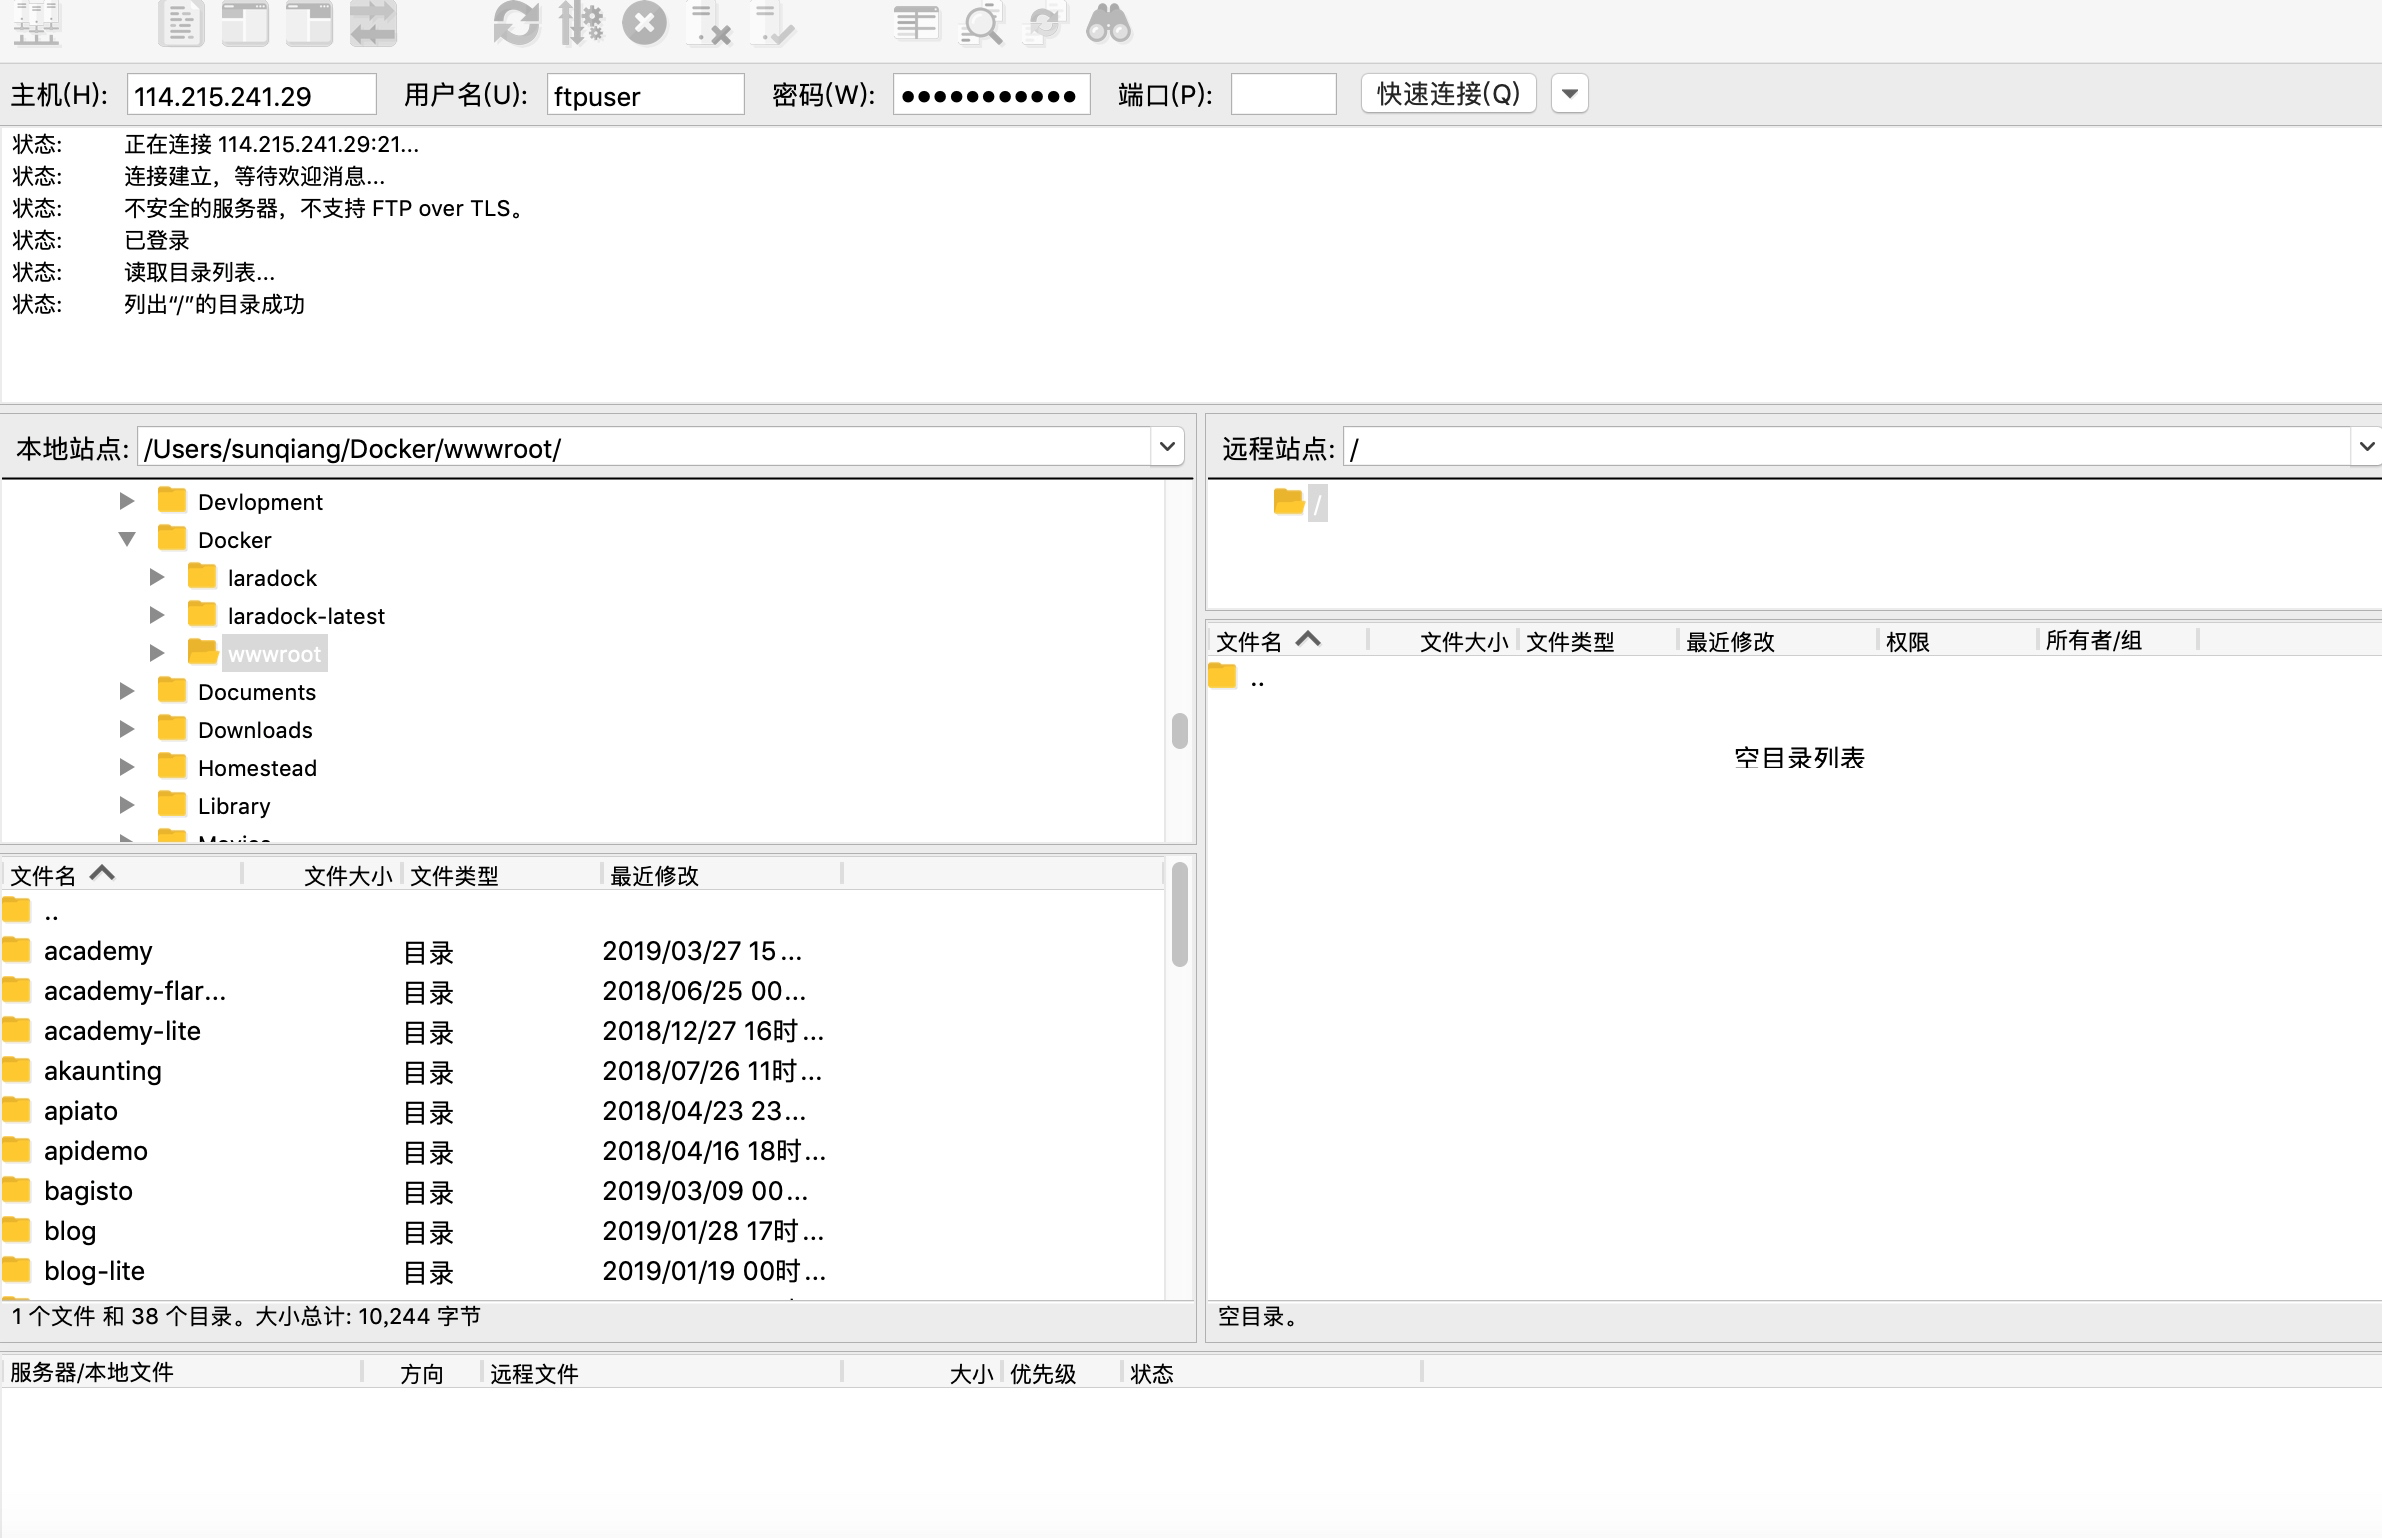 主机(H): 114.215.241.29 用户名(U): ftpuser 密码(W): ●●●●●●●●●●● 端口(P): 快速连接(Q)
状态: 正在连接 114.215.241.29:21...
状态: 连接建立，等待欢迎消息...
状态: 不安全的服务器，不支持 FTP over TLS。
状态: 已登录
状态: 读取目录列表...
状态: 列出“/”的目录成功
本地站点: /Users/sunqiang/Docker/wwwroot/
Devlopment
Docker
laradock
laradock-latest
wwwroot
Documents
Downloads
Homestead
Library
Movies
文件名 文件大小 文件类型 最近修改
..
academy 目录 2019/03/27 15...
academy-flar... 目录 2018/06/25 00...
academy-lite 目录 2018/12/27 16时...
akaunting 目录 2018/07/26 11时...
apiato 目录 2018/04/23 23...
apidemo 目录 2018/04/16 18时...
bagisto 目录 2019/03/09 00...
blog 目录 2019/01/28 17时...
blog-lite 目录 2019/01/19 00时...
1 个文件 和 38 个目录。大小总计: 10,244 字节
远程站点: /
/
文件名 文件大小 文件类型 最近修改 权限 所有者/组
..
空目录列表
空目录。
服务器/本地文件 方向 远程文件 大小 优先级 状态